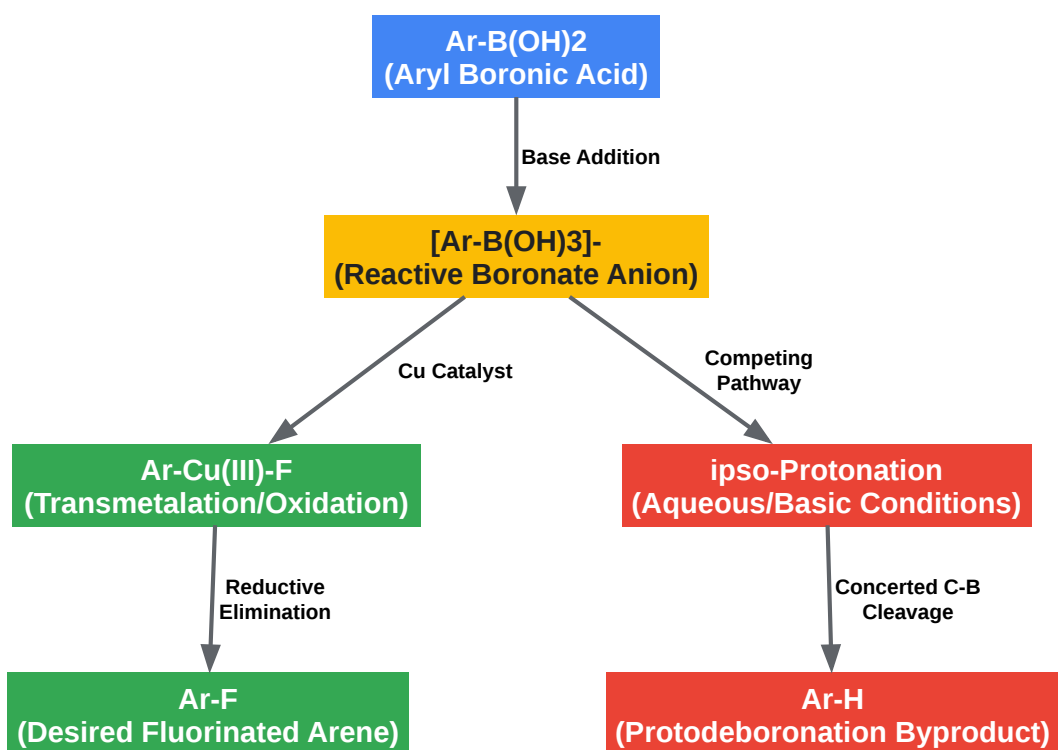 Ar-B(OH)2
(Aryl Boronic Acid)
Base Addition
[Ar-B(OH)3]-
(Reactive Boronate Anion)
Cu Catalyst
Competing
Pathway
Ar-Cu(III)-F
(Transmetalation/Oxidation)
ipso-Protonation
(Aqueous/Basic Conditions)
Reductive
Elimination
Concerted C-B
Cleavage
Ar-F
(Desired Fluorinated Arene)
Ar-H
(Protodeboronation Byproduct)